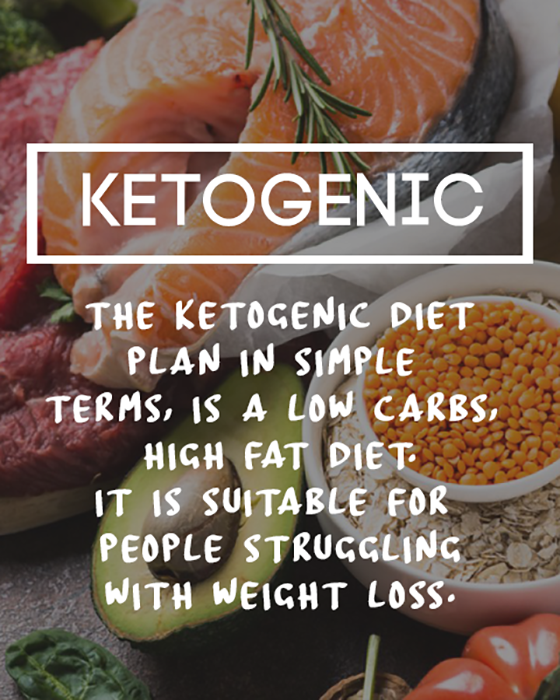 KETOGENIC
THE KETOGENIC DIET
PLAN IN SIMPLE
TERMS, IS A LOW CARBS,
HIGH FAT DIET.
IT IS SUITABLE FOR
PEOPLE STRUGGLING
WITH WEIGHT LOSS.